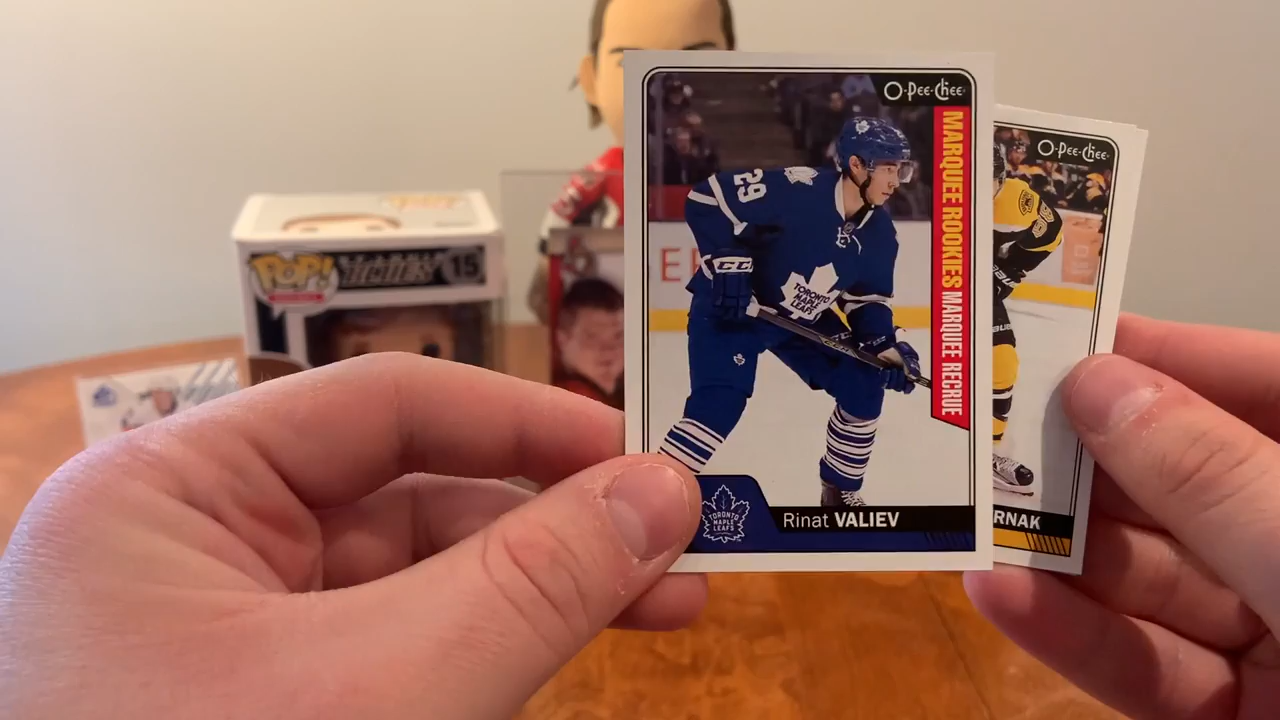 O-Pee-Chee
MARQUEE ROOKIES MARQUEE RECRUE
29
CCM
TORONTO
MAPLE
LEAFS
TORONTO
MAPLE
LEAFS
Rinat VALIEV
O-Pee-Chee
RNAK
POP!
15